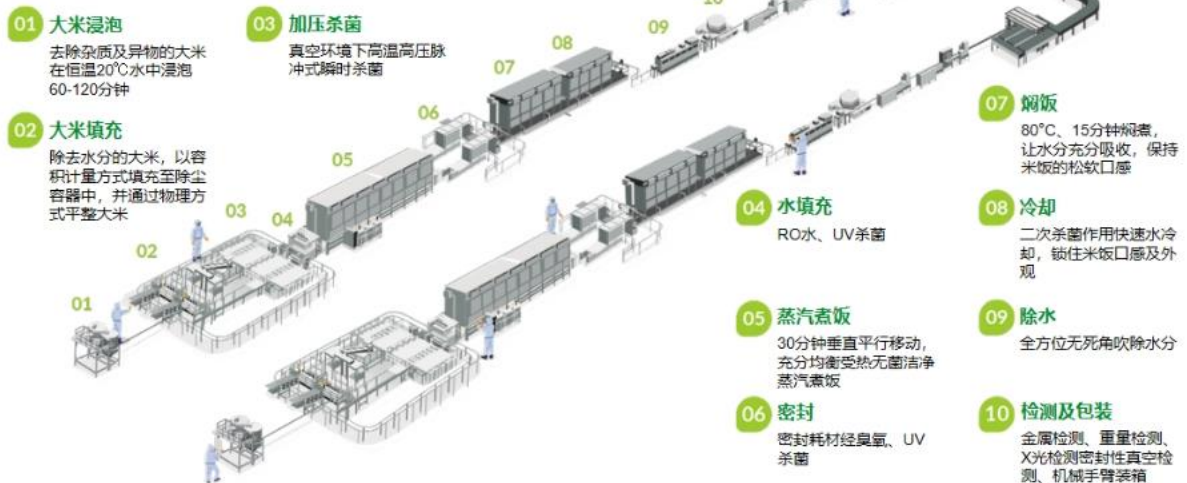 01 大米浸泡
去除杂质及异物的大米
在恒温20℃水中浸泡
60-120分钟
02 大米填充
除去水分的大米，以容
积计量方式填充至除尘
容器中，并通过物理方
式平整大米
03 加压杀菌
真空环境下高温高压脉
冲式瞬时杀菌
04 水填充
RO水、UV杀菌
05 蒸汽煮饭
30分钟垂直平行移动，
充分均衡受热无菌洁净
蒸汽煮饭
06 密封
密封耗材经臭氧、UV
杀菌
07 焖饭
80°C、15分钟焖煮，
让水分充分吸收，保持
米饭的松软口感
08 冷却
二次杀菌作用快速水冷
却，锁住米饭口感及外
观
09 除水
全方位无死角吹除水分
10 检测及包装
金属检测、重量检测、
X光检测密封性真空检
测、机械手臂装箱
01
02
03
04
05
06
07
08
09
10